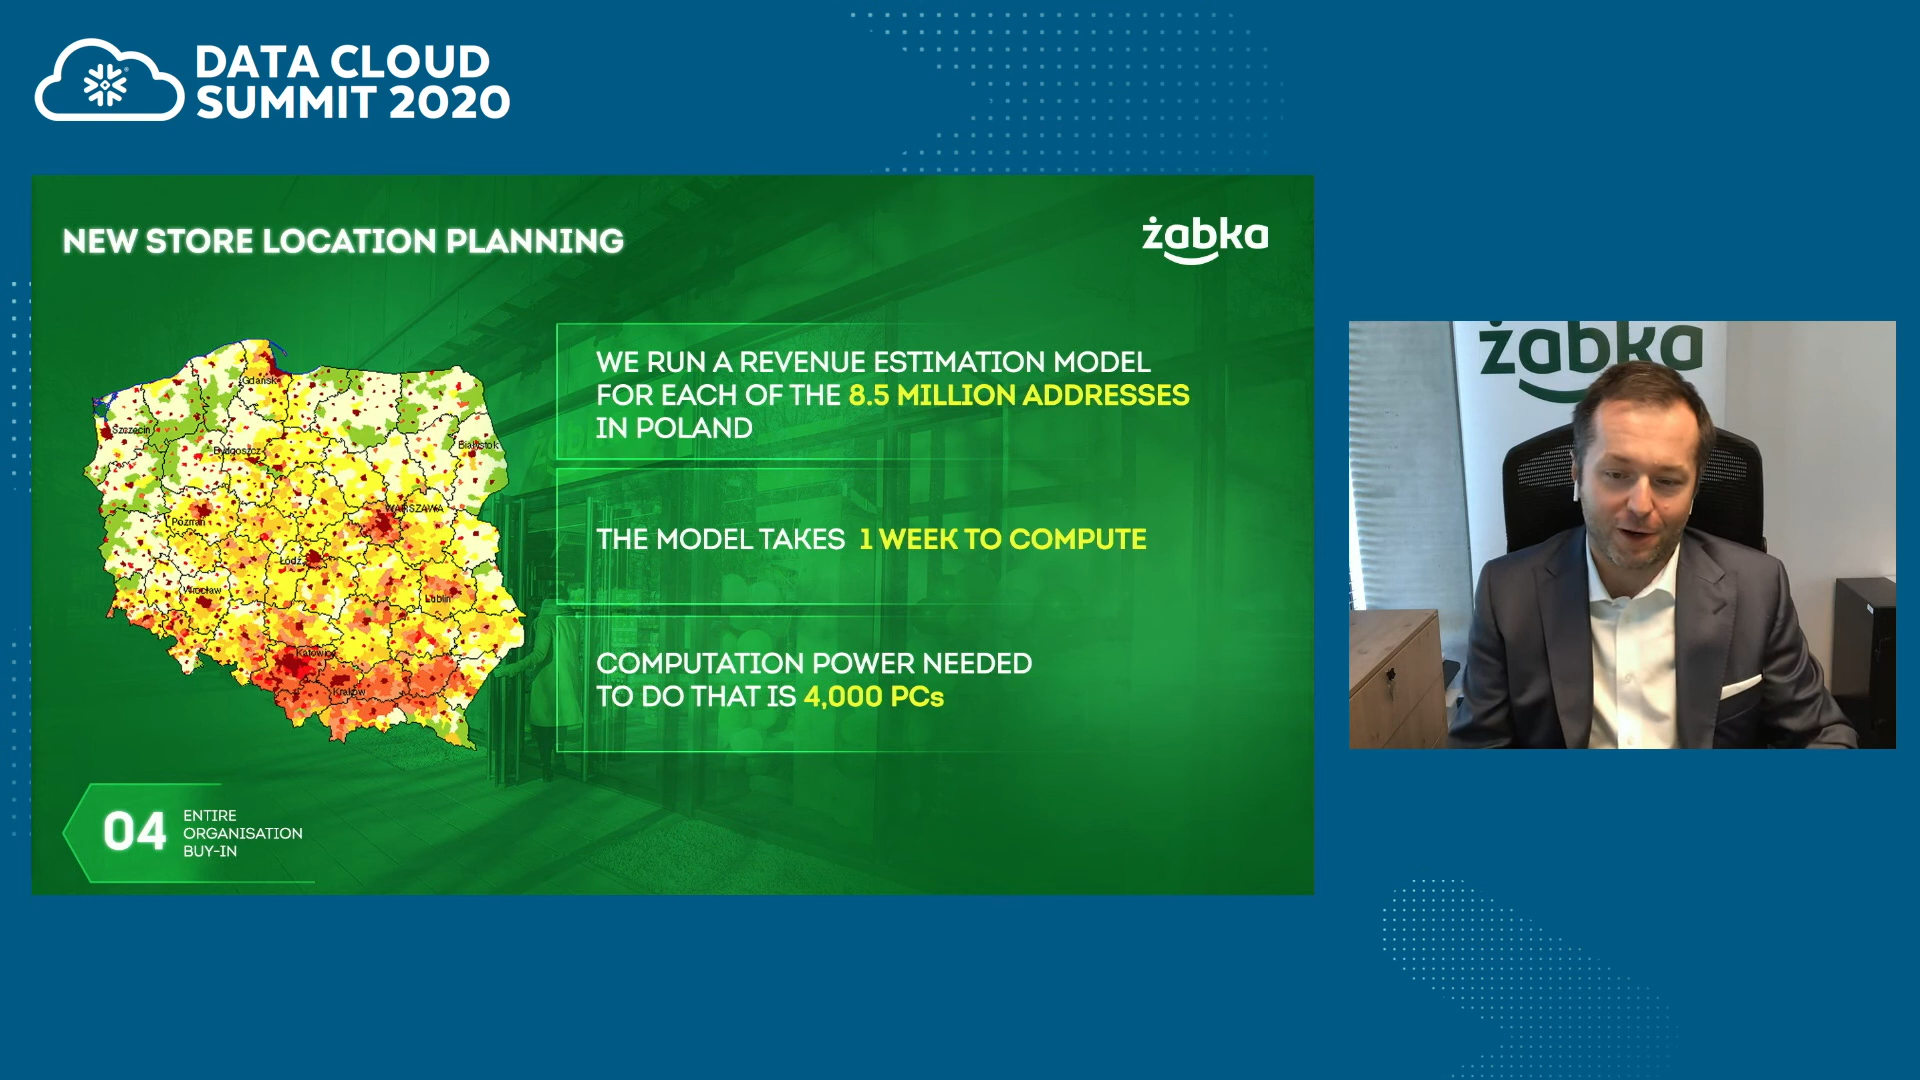 DATA CLOUD
SUMMIT 2020
NEW STORE LOCATION PLANNING
żabka
WE RUN A REVENUE ESTIMATION MODEL
FOR EACH OF THE 8.5 MILLION ADDRESSES
IN POLAND
THE MODEL TAKES 1 WEEK TO COMPUTE
COMPUTATION POWER NEEDED
TO DO THAT IS 4,000 PCs
Gdańsk
Szczecin
Białystok
Bydgoszcz
WARSZAWA
Poznań
Łódź
Wrocław
Lublin
Katowice
Kraków
04
ENTIRE
ORGANISATION
BUY-IN
żabka